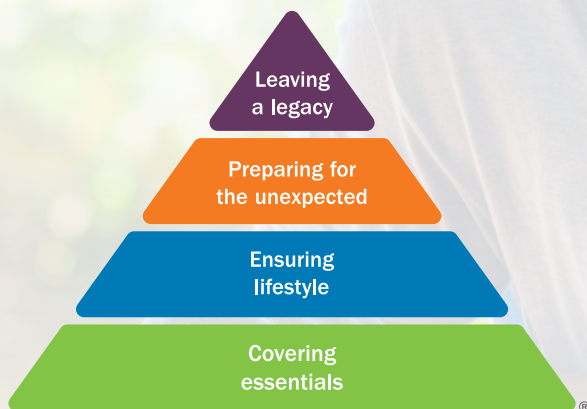 Leaving
a legacy
Preparing for
the unexpected
Ensuring
lifestyle
Covering
essentials
®